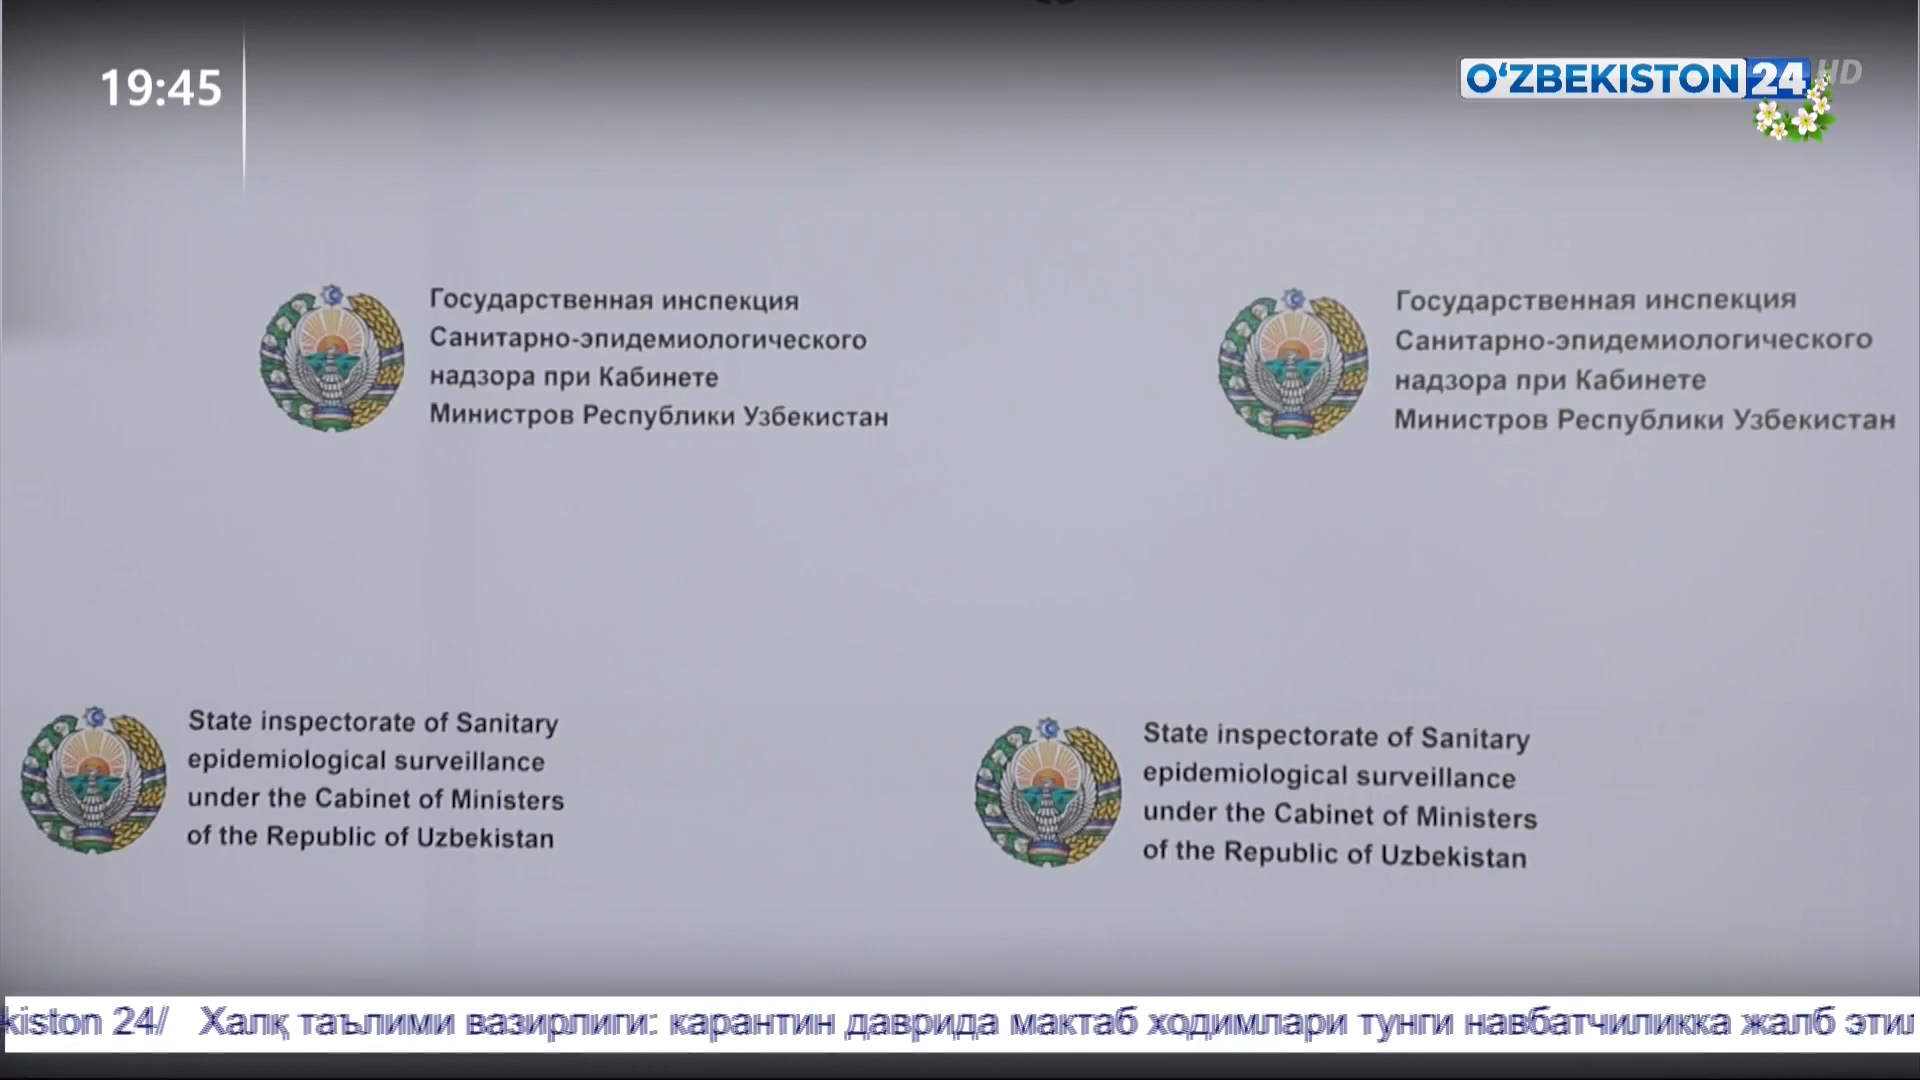 19:45
O‘ZBEKISTON 24 HD
Государственная инспекция
Санитарно-эпидемиологического
надзора при Кабинете
Министров Республики Узбекистан
Государственная инспекция
Санитарно-эпидемиологического
надзора при Кабинете
Министров Республики Узбекистан
State inspectorate of Sanitary
epidemiological surveillance
under the Cabinet of Ministers
of the Republic of Uzbekistan
State inspectorate of Sanitary
epidemiological surveillance
under the Cabinet of Ministers
of the Republic of Uzbekistan
kiston 24/ Халқ таълими вазирлиги: карантин даврида мактаб ходимлари тунги навбатчиликка жалб